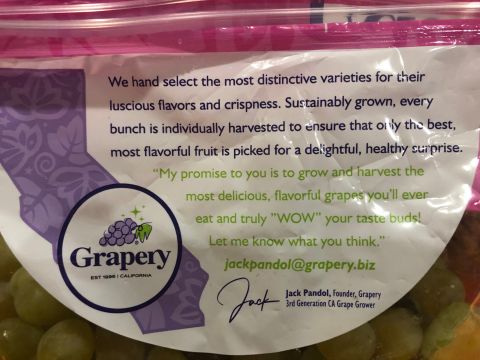 We hand select the most distinctive varieties for their
luscious flavors and crispness. Sustainably grown, every
bunch is individually harvested to ensure that only the best,
most flavorful fruit is picked for a delightful, healthy surprise.
"My promise to you is to grow and harvest the
most delicious, flavorful grapes you'll ever
eat and truly "WOW" your taste buds!
Let me know what you think."
jackpandol@grapery.biz
Grapery
EST 1996 | CALIFORNIA
Jack
Jack Pandol, Founder, Grapery
3rd Generation CA Grape Grower